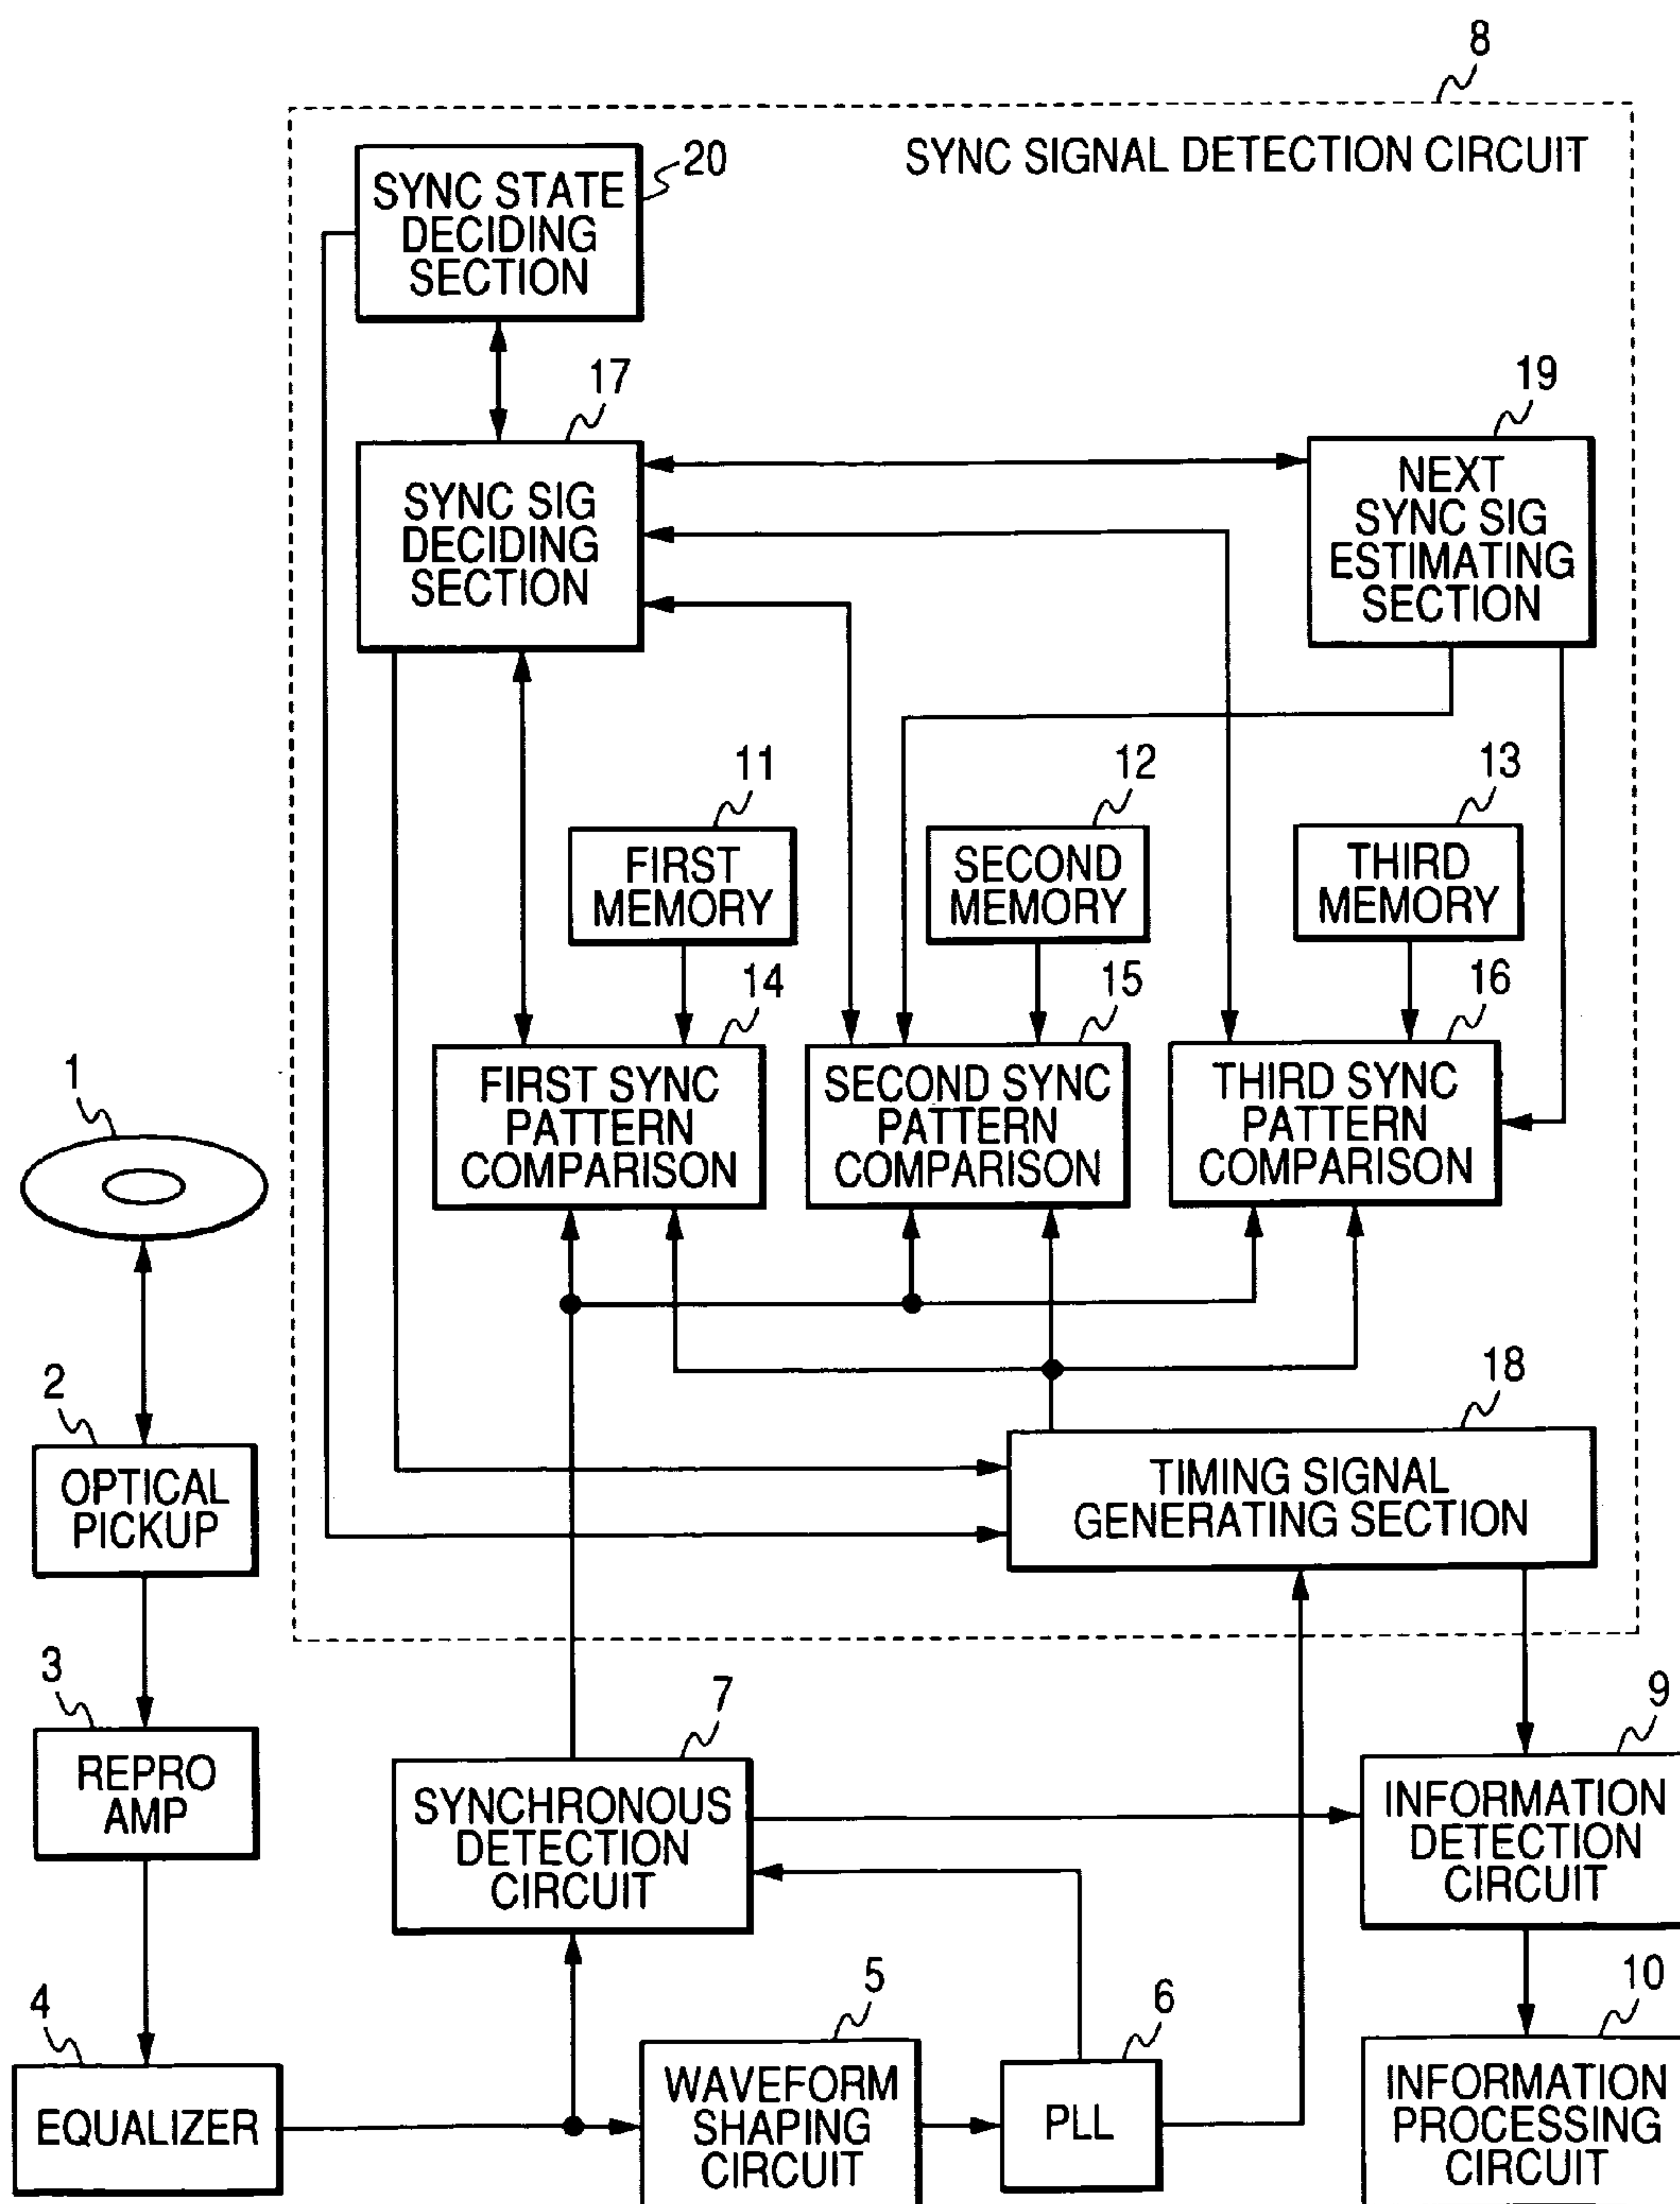 8
SYNC SIGNAL DETECTION CIRCUIT
20
SYNC STATE
DECIDING
SECTION
17
SYNC SIG
DECIDING
SECTION
19
NEXT
SYNC SIG
ESTIMATING
SECTION
11
FIRST
MEMORY
12
SECOND
MEMORY
13
THIRD
MEMORY
14
FIRST SYNC
PATTERN
COMPARISON
15
SECOND SYNC
PATTERN
COMPARISON
16
THIRD SYNC
PATTERN
COMPARISON
1
2
OPTICAL
PICKUP
18
TIMING SIGNAL
GENERATING SECTION
3
REPRO
AMP
7
SYNCHRONOUS
DETECTION
CIRCUIT
9
INFORMATION
DETECTION
CIRCUIT
4
EQUALIZER
5
WAVEFORM
SHAPING
CIRCUIT
6
PLL
10
INFORMATION
PROCESSING
CIRCUIT